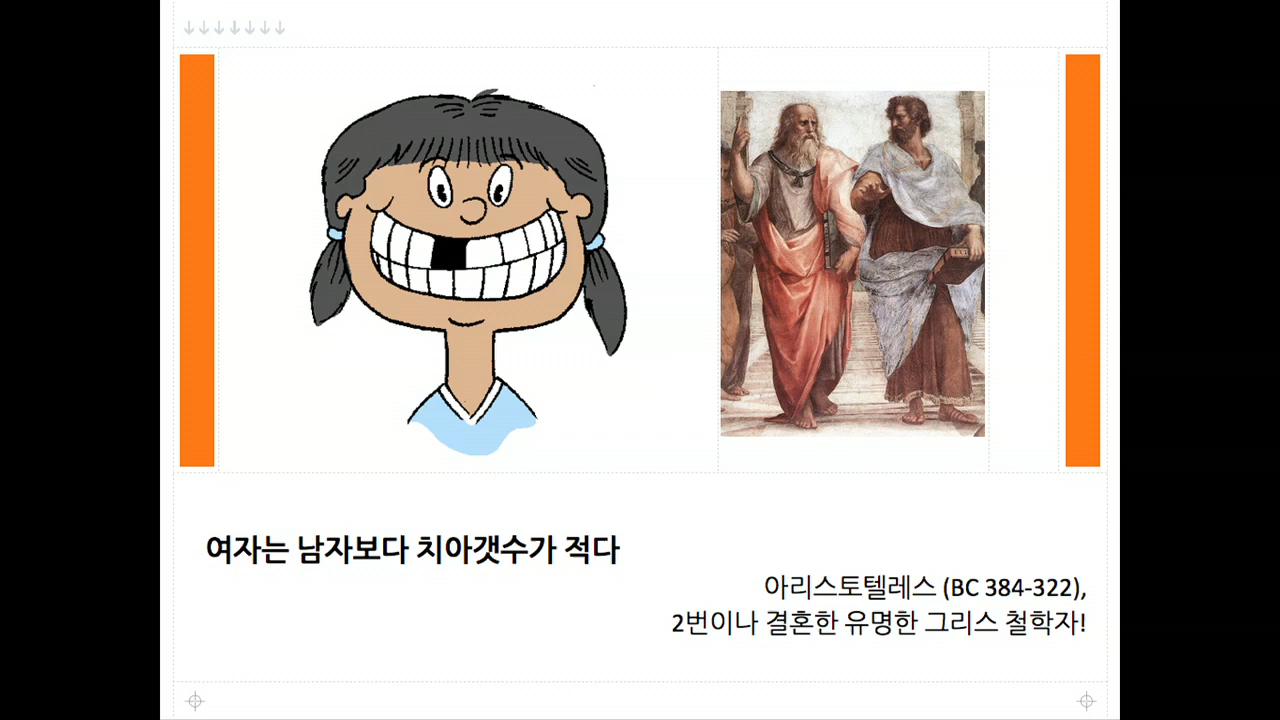 여자는 남자보다 치아갯수가 적다
아리스토텔레스 (BC 384-322),
2번이나 결혼한 유명한 그리스 철학자!